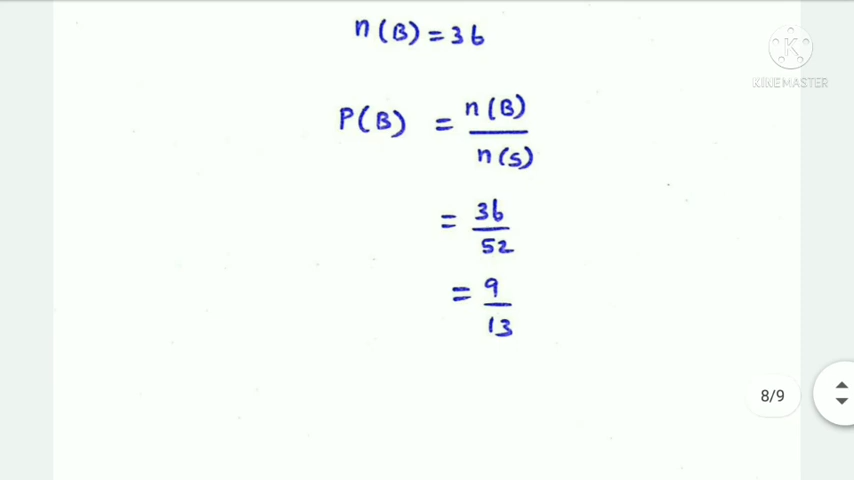 n(B) = 36
KINEMASTER
P(B) = n(B)
n(S)
= 36
52
= 9
13
8/9